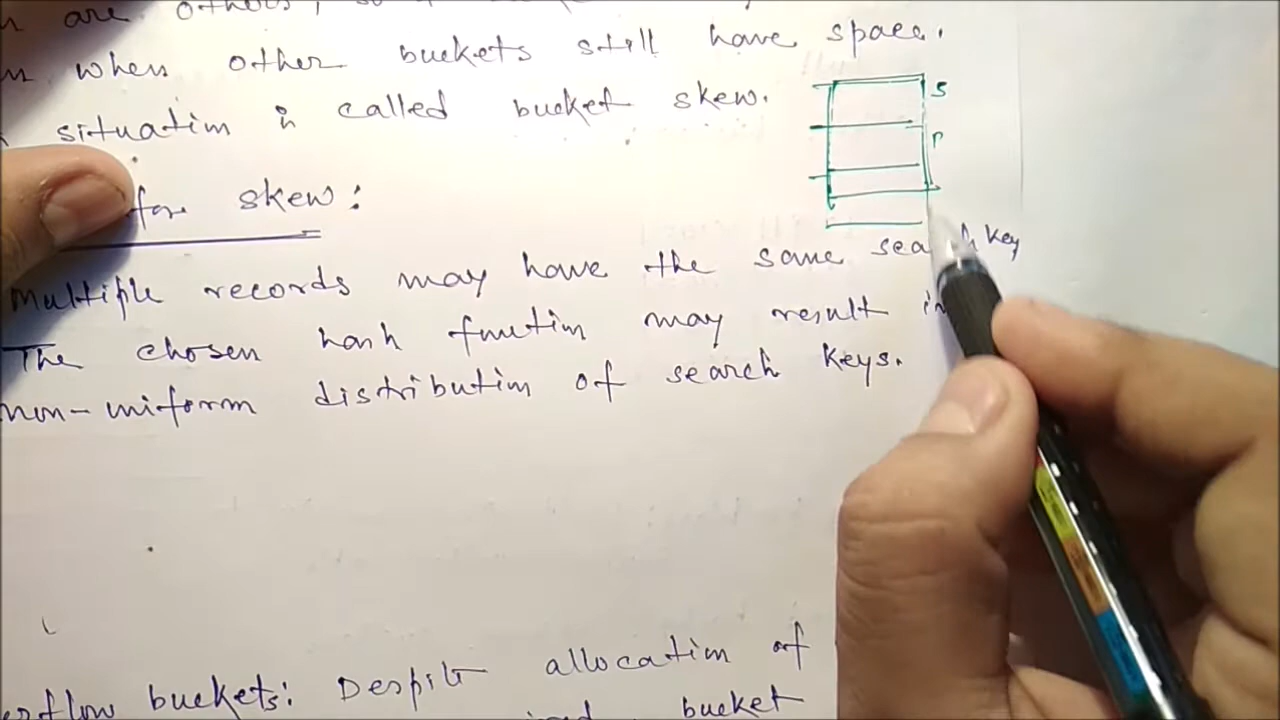 are others, so
when other buckets still have space.
situation is called bucket skew.
S
P
for skew:
Multiple records may have the same search key
The chosen hash function may result in
non-uniform distribution of search keys.
buckets: Despite allocation of
bucket